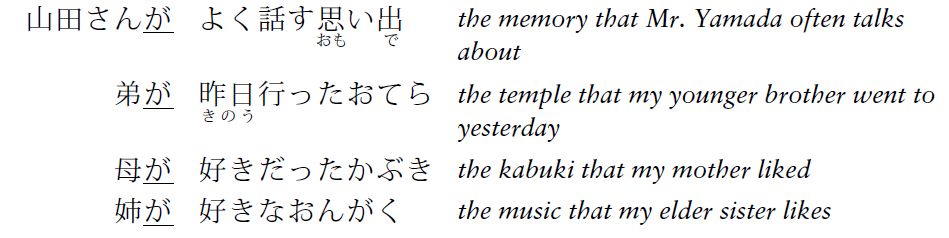 山田さんが よく話す思い出 the memory that Mr. Yamada often talks
おも で about
弟が 昨日行ったおてら the temple that my younger brother went to
きのう yesterday
母が 好きだったかぶき the kabuki that my mother liked
姉が 好きなおんがく the music that my elder sister likes